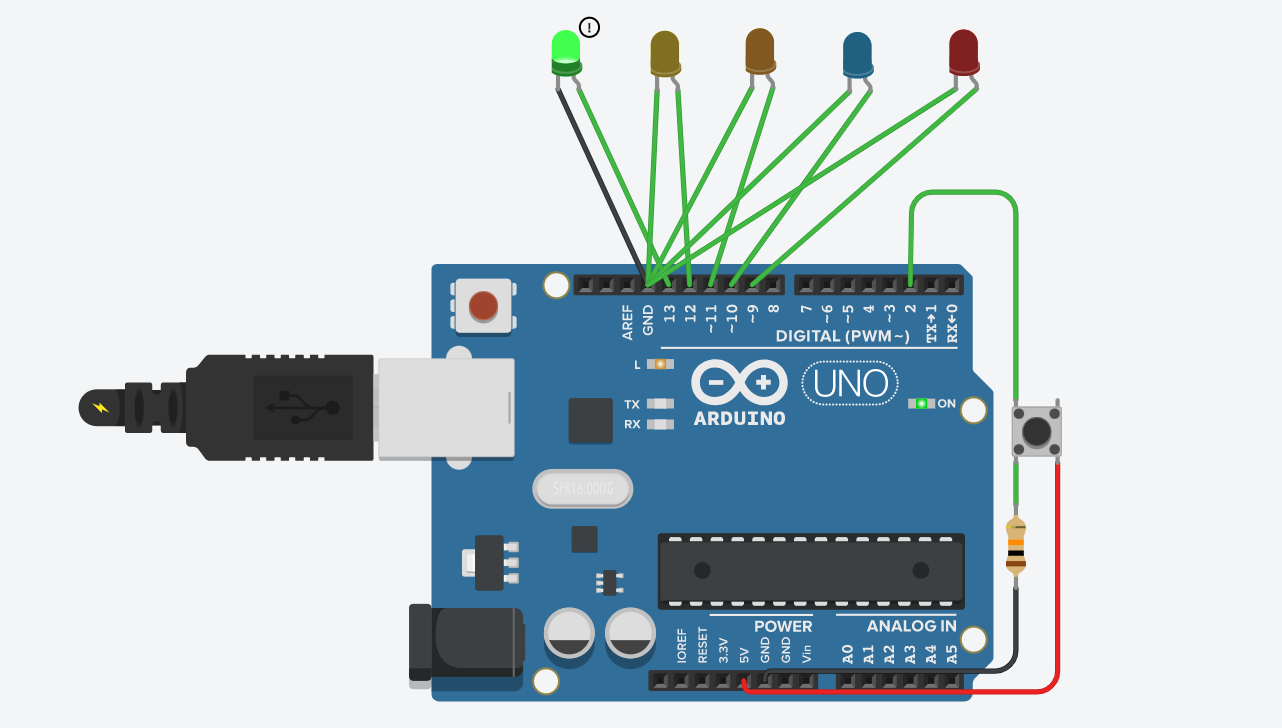 !
AREF
GND
13
12
~11
~10
~9
8
7
~6
~5
4
~3
2
TX→1
RX←0
DIGITAL (PWM~)
L
TX
RX
UNO
ON
ARDUINO
SPK16.000G
POWER
ANALOG IN
IOREF
RESET
3.3V
5V
GND
GND
Vin
A0
A1
A2
A3
A4
A5